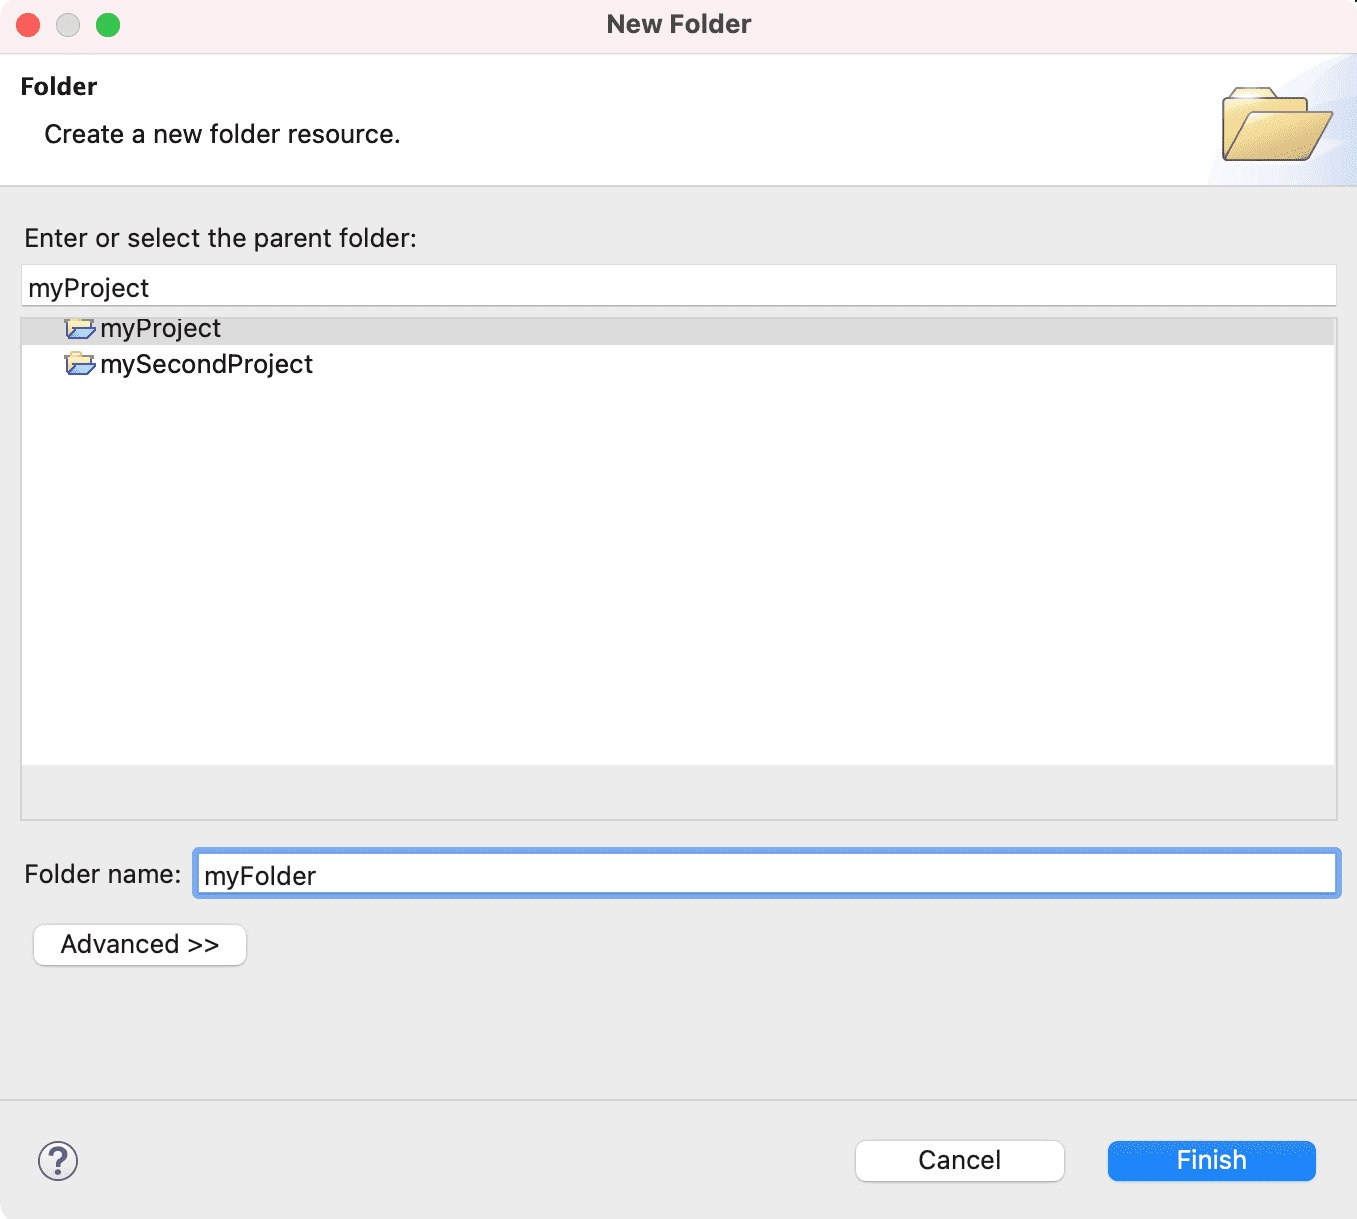 New Folder
Folder
Create a new folder resource.
Enter or select the parent folder:
myProject
myProject
mySecondProject
Folder name: myFolder
Advanced >>
? Cancel Finish